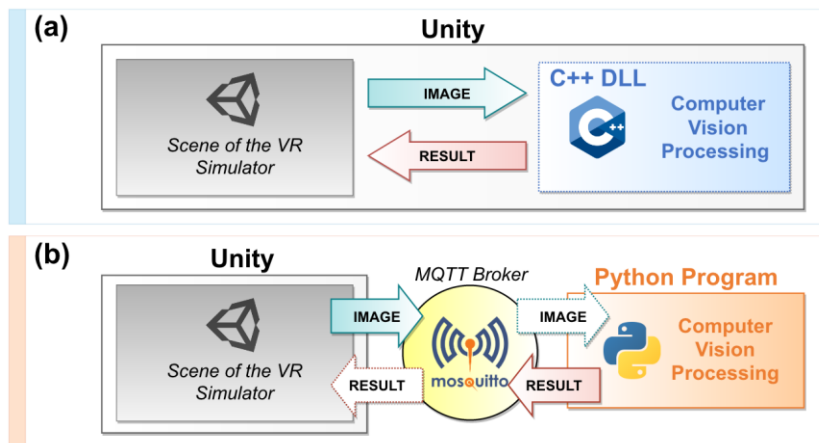 (a)
Unity
Scene of the VR
Simulator
IMAGE
RESULT
C++ DLL
C++
Computer
Vision
Processing
(b)
Unity
Scene of the VR
Simulator
IMAGE
RESULT
MQTT Broker
mosquitto
IMAGE
RESULT
Python Program
Computer
Vision
Processing